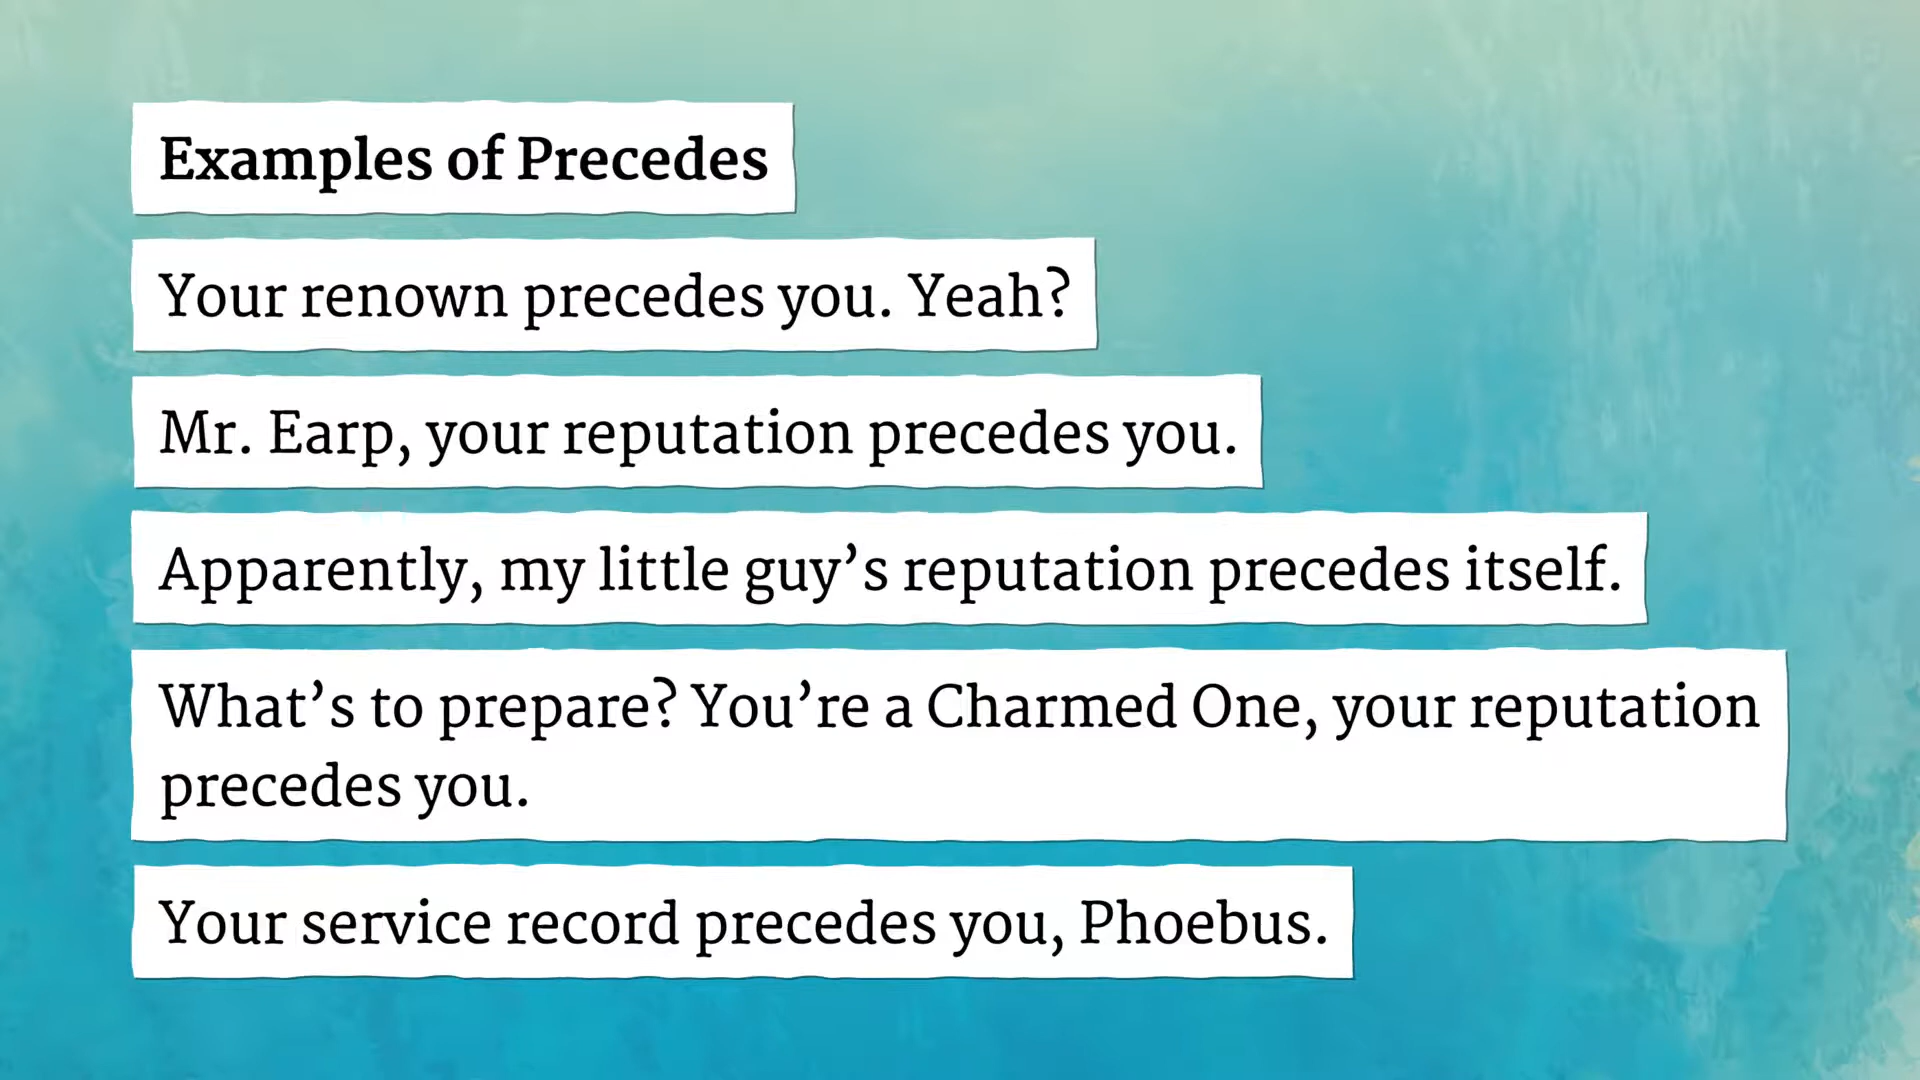 Examples of Precedes
Your renown precedes you. Yeah?
Mr. Earp, your reputation precedes you.
Apparently, my little guy’s reputation precedes itself.
What’s to prepare? You’re a Charmed One, your reputation
precedes you.
Your service record precedes you, Phoebus.